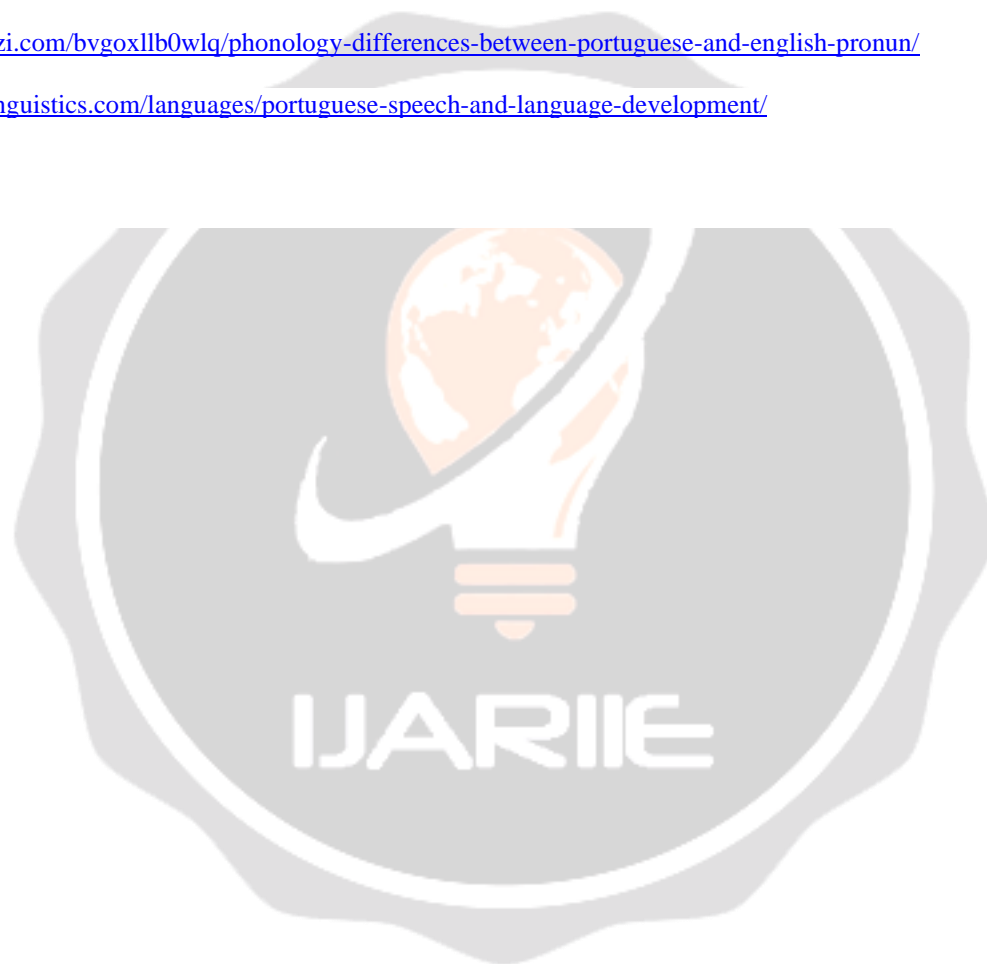 zi.com/bvgoxllb0wlq/phonology-differences-between-portuguese-and-english-pronun/
nguistics.com/languages/portuguese-speech-and-language-development/
IJARIIE